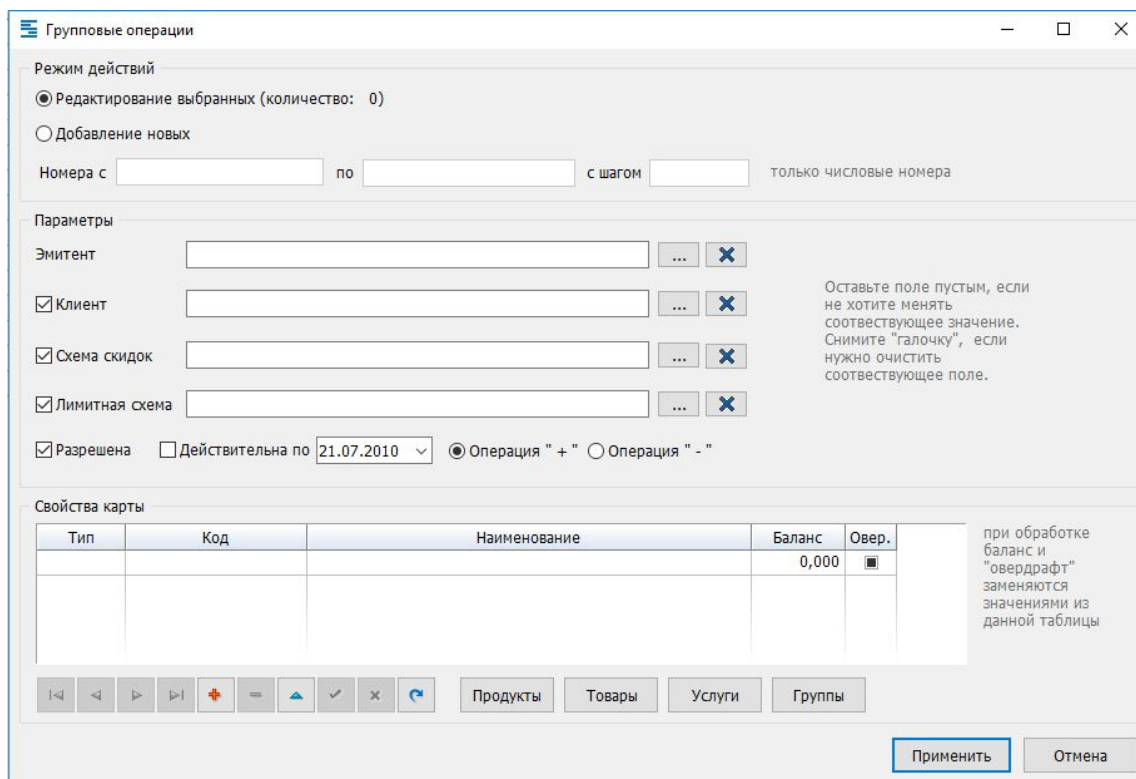 Групповые операции
Режим действий
Редактирование выбранных (количество: 0)
Добавление новых
Номера с по с шагом только числовые номера
Параметры
Эмитент ...
Клиент ...
Схема скидок ...
Лимитная схема ...
Оставьте поле пустым, если
не хотите менять
соотвествующее значение.
Снимите "галочку", если
нужно очистить
соотвествующее поле.
Разрешена Действительна по 21.07.2010 Операция " + " Операция " - "
Свойства карты
Тип Код Наименование Баланс Овер.
0,000
при обработке
баланс и
"овердрафт"
заменяются
значениями из
данной таблицы
Продукты Товары Услуги Группы
Применить Отмена